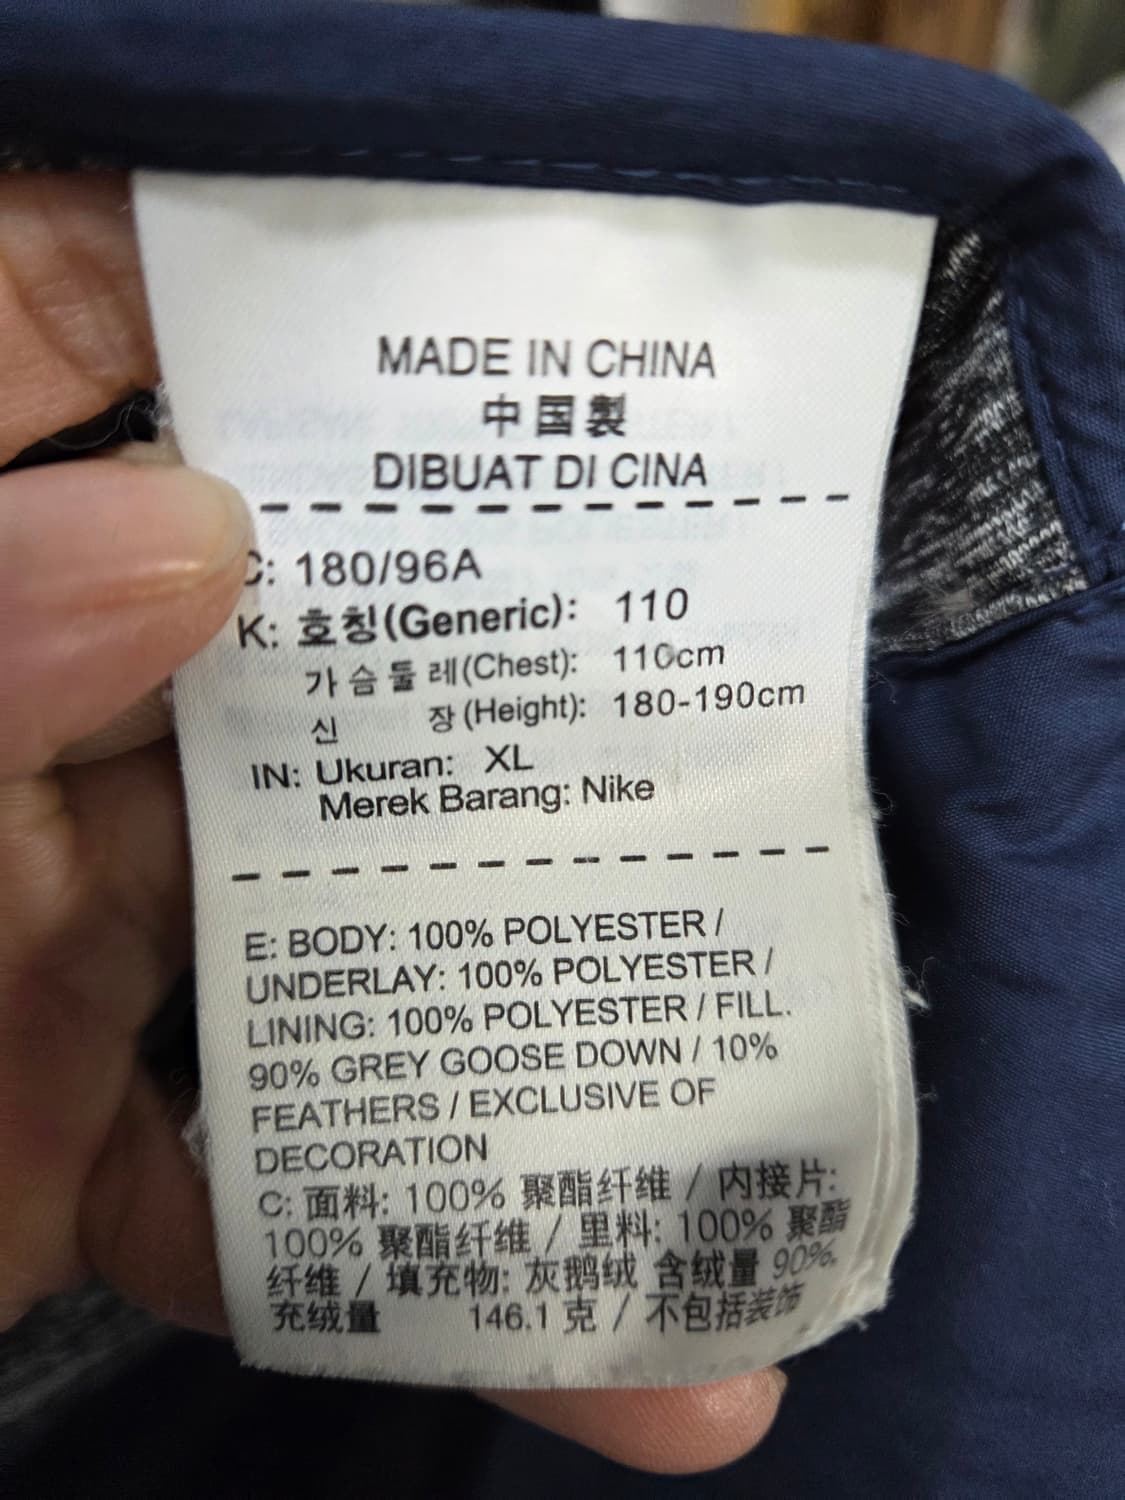 MADE IN CHINA
中国製
DIBUAT DI CINA
C: 180/96A
K: 호칭(Generic): 110
가슴둘레(Chest): 110cm
신 장(Height): 180-190cm
IN: Ukuran: XL
Merek Barang: Nike
E: BODY: 100% POLYESTER /
UNDERLAY: 100% POLYESTER /
LINING: 100% POLYESTER / FILL.
90% GREY GOOSE DOWN / 10%
FEATHERS / EXCLUSIVE OF
DECORATION
C: 面料: 100% 聚酯纤维 / 内接片:
100% 聚酯纤维 / 里料: 100% 聚酯
纤维 / 填充物: 灰鹅绒 含绒量 90%.
充绒量 146.1 克 / 不包括装饰